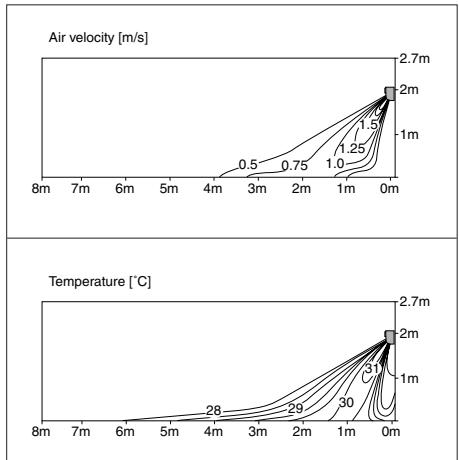 Air velocity [m/s]
2.7m
2m
1.5
1m
1.25
0.5
0.75
1.0
8m 7m 6m 5m 4m 3m 2m 1m 0m
Temperature [˚C]
2.7m
2m
31
1m
28
29
30
8m 7m 6m 5m 4m 3m 2m 1m 0m